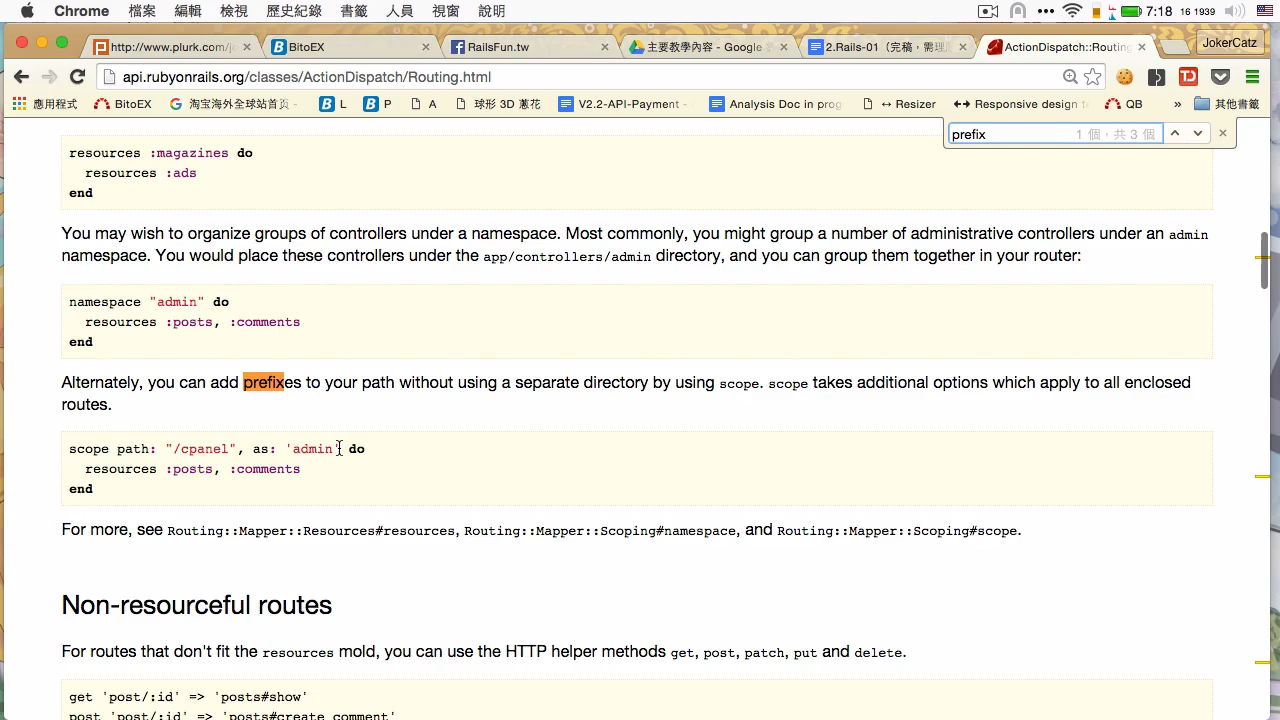 Chrome 檔案 編輯 檢視 歷史紀錄 書籤 人員 視窗 說明 7:18 16 1939
http://www.plurk.com/j BitoEX RailsFun.tw 主要教學內容 - Google 2.Rails-01（完稿，需理 ActionDispatch::Routing JokerCatz
api.rubyonrails.org/classes/ActionDispatch/Routing.html
應用程式 BitoEX 淘宝海外全球站首页 - L P A 球形 3D 蔥花 V2.2-API-Payment - Analysis Doc in prog ↔ Resizer Responsive design t QB » 其他書籤
prefix 1 個，共 3 個
resources :magazines do
resources :ads
end
You may wish to organize groups of controllers under a namespace. Most commonly, you might group a number of administrative controllers under an admin
namespace. You would place these controllers under the app/controllers/admin directory, and you can group them together in your router:
namespace "admin" do
resources :posts, :comments
end
Alternately, you can add prefixes to your path without using a separate directory by using scope. scope takes additional options which apply to all enclosed
routes.
scope path: "/cpanel", as: 'admin' do
resources :posts, :comments
end
For more, see Routing::Mapper::Resources#resources, Routing::Mapper::Scoping#namespace, and Routing::Mapper::Scoping#scope.
Non-resourceful routes
For routes that don't fit the resources mold, you can use the HTTP helper methods get, post, patch, put and delete.
get 'post/:id' => 'posts#show'
post 'post/:id' => 'posts#create_comment'